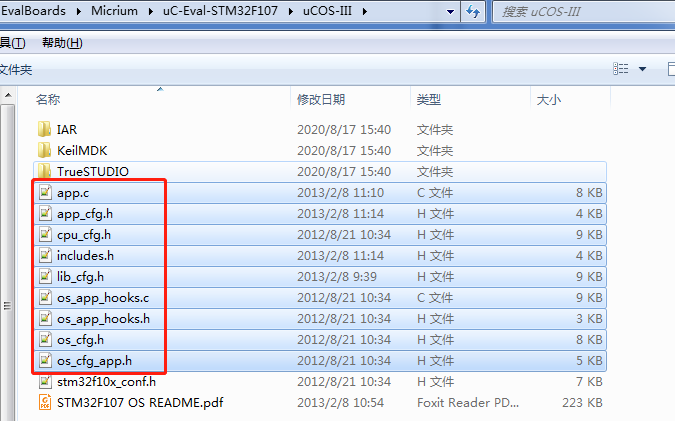 EvalBoards ▸ Micrium ▸ uC-Eval-STM32F107 ▸ uCOS-III ▸
搜索 uCOS-III
具(T) 帮助(H)
文件夹
名称 修改日期 类型 大小
IAR 2020/8/17 15:40 文件夹
KeilMDK 2020/8/17 15:40 文件夹
TrueSTUDIO 2020/8/17 15:40 文件夹
app.c 2013/2/8 11:10 C 文件 8 KB
app_cfg.h 2013/2/8 11:14 H 文件 4 KB
cpu_cfg.h 2012/8/21 10:34 H 文件 9 KB
includes.h 2013/2/8 11:14 H 文件 4 KB
lib_cfg.h 2013/2/8 9:39 H 文件 9 KB
os_app_hooks.c 2012/8/21 10:34 C 文件 9 KB
os_app_hooks.h 2012/8/21 10:34 H 文件 3 KB
os_cfg.h 2012/8/21 10:34 H 文件 8 KB
os_cfg_app.h 2012/8/21 10:34 H 文件 5 KB
stm32f10x_conf.h 2012/8/21 10:34 H 文件 7 KB
STM32F107 OS README.pdf 2013/2/8 10:54 Foxit Reader PD... 223 KB